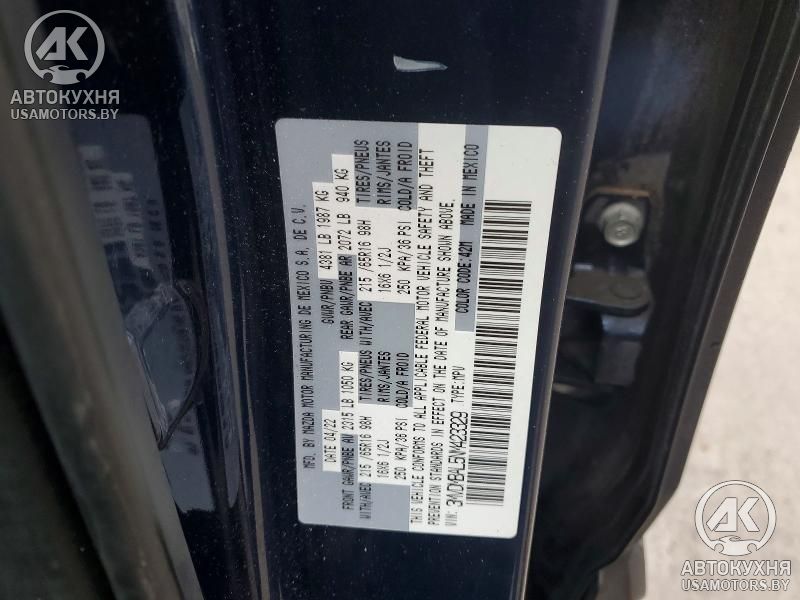 AK
АВТОКУХНЯ
USAMOTORS.BY
MFD. BY MAZDA MOTOR MANUFACTURING DE MEXICO S.A. DE C.V.
DATE 04/22 GVWR/PNBV 4381 LB 1987 KG
FRONT GAWR/PNBE AV 2315 LB 1050 KG REAR GAWR/PNBE AR 2072 LB 940 KG
WITH/AVEC TIRES/PNEUS WITH/AVEC TIRES/PNEUS
215 /65R16 98H 215 /65R16 98H
RIMS/JANTES RIMS/JANTES
16X6 1/2J 16X6 1/2J
COLD/A FROID COLD/A FROID
250 KPA/36 PSI 250 KPA/36 PSI
THIS VEHICLE CONFORMS TO ALL APPLICABLE FEDERAL MOTOR VEHICLE SAFETY AND THEFT
PREVENTION STANDARDS IN EFFECT ON THE DATE OF MANUFACTURE SHOWN ABOVE.
VIN: TYPE:MPV COLOR CODE:42M MADE IN MEXICO
AK
АВТОКУХНЯ
USAMOTORS.BY